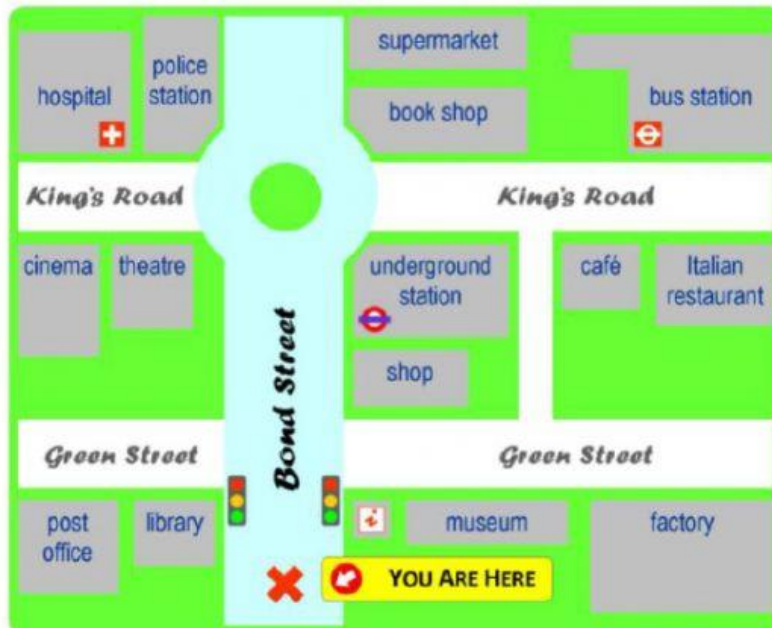 supermarket
police
station
hospital
book shop
bus station
King's Road
King's Road
cinema
theatre
underground
station
café
Italian
restaurant
Bond Street
shop
Green Street
Green Street
post
office
library
i
museum
factory
YOU ARE HERE